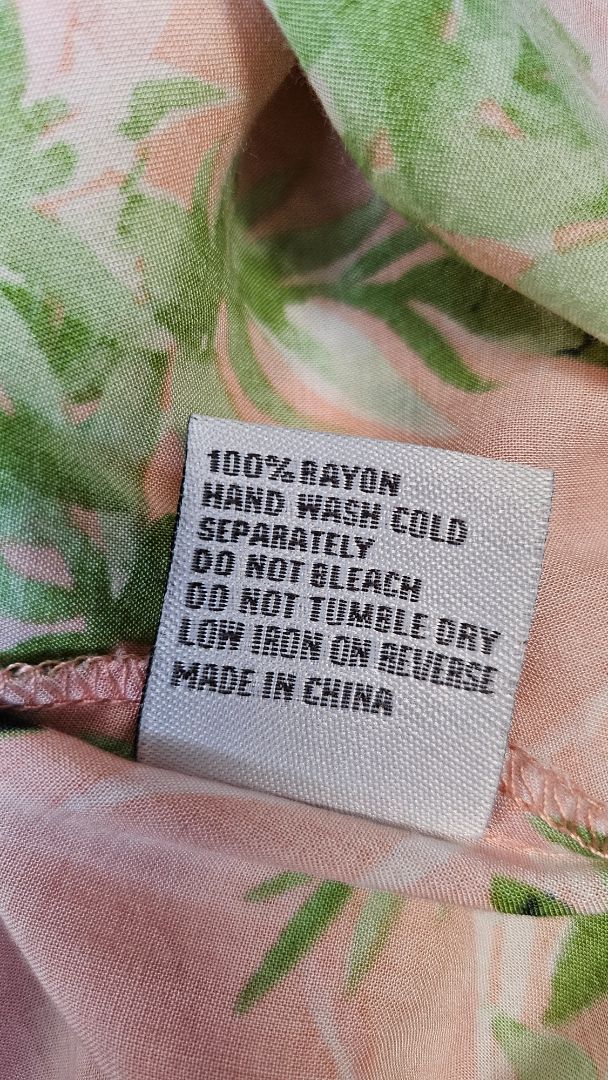 100% RAYON
HAND WASH COLD
SEPARATELY
DO NOT BLEACH
DO NOT TUMBLE DRY
LOW IRON ON REVERSE
MADE IN CHINA